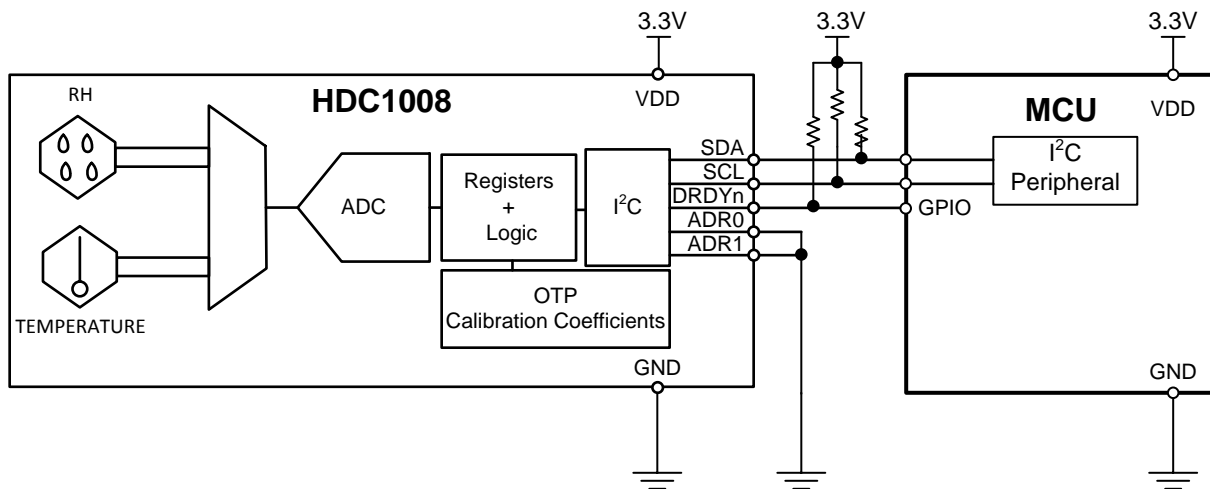 3.3V
3.3V
3.3V
RH
HDC1008
VDD
MCU
VDD
SDA
SCL
DRDYn
ADR0
ADR1
I²C
Peripheral
GPIO
ADC
Registers
+
Logic
I²C
TEMPERATURE
OTP
Calibration Coefficients
GND
GND